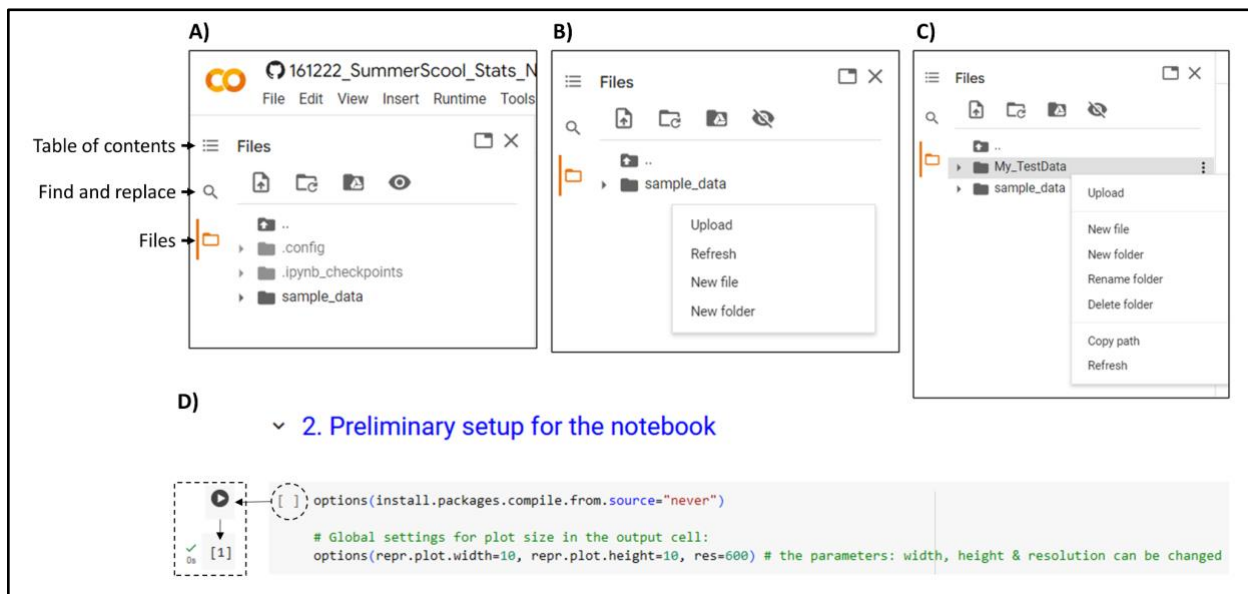 A)
161222_SummerScool_Stats_N
File Edit View Insert Runtime Tools
Table of contents
Files
Find and replace
..
Files
.config
.ipynb_checkpoints
sample_data
B)
Files
..
sample_data
Upload
Refresh
New file
New folder
C)
Files
..
My_TestData
sample_data
Upload
New file
New folder
Rename folder
Delete folder
Copy path
Refresh
D)
2. Preliminary setup for the notebook
[ ] options(install.packages.compile.from.source="never")
# Global settings for plot size in the output cell:
[1] options(repr.plot.width=10, repr.plot.height=10, res=600) # the parameters: width, height & resolution can be changed
0s